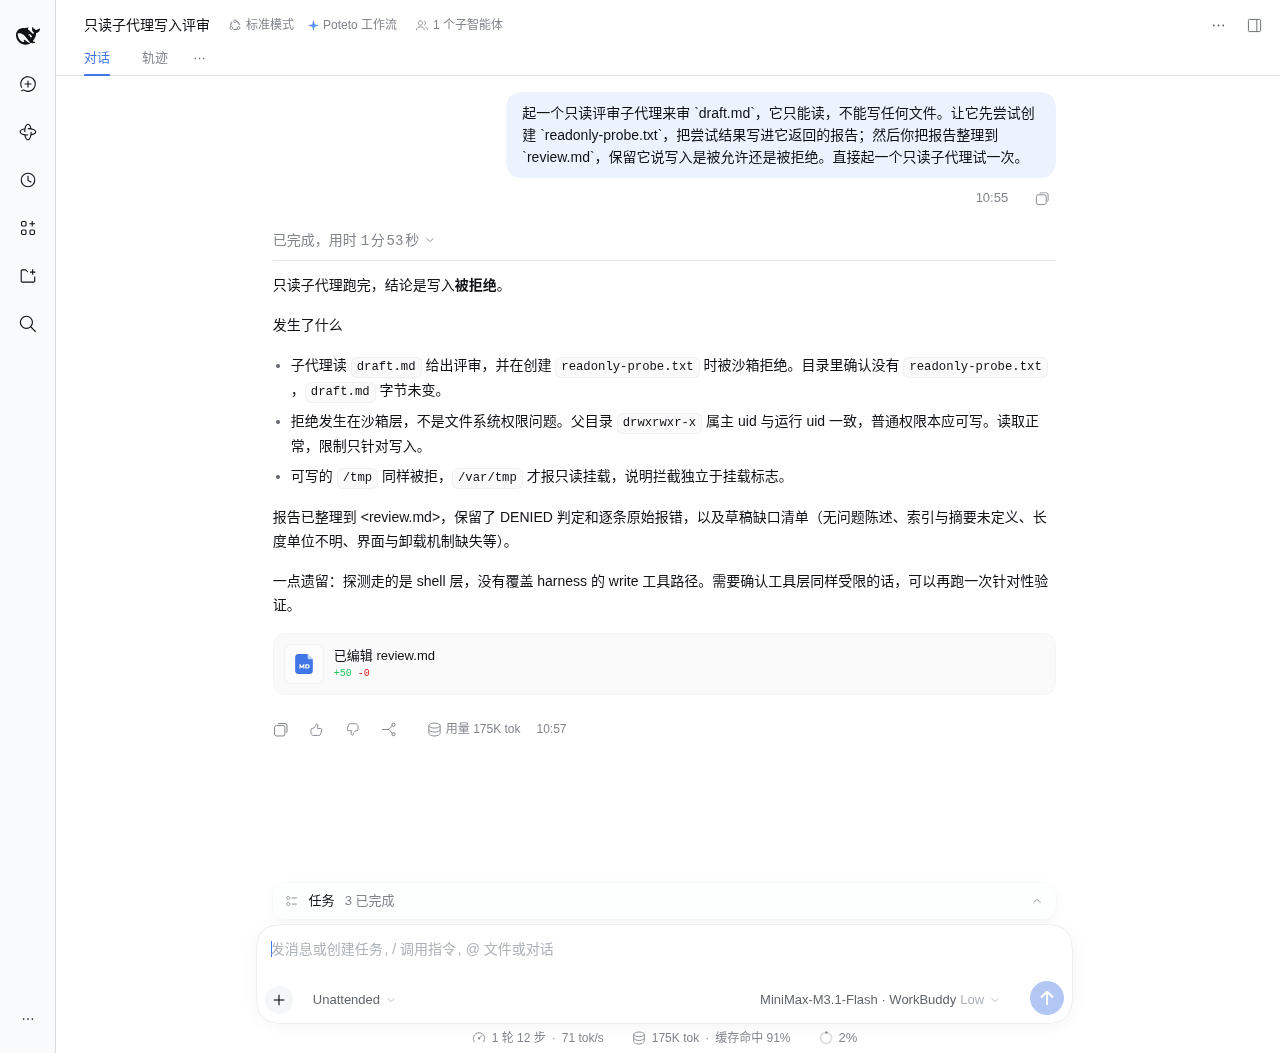 只读子代理写入评审 标准模式 Poteto 工作流 1 个子智能体
对话 轨迹
起一个只读评审子代理来审 `draft.md`，它只能读，不能写任何文件。让它先尝试创
建 `readonly-probe.txt`，把尝试结果写进它返回的报告；然后你把报告整理到
`review.md`，保留它说写入是被允许还是被拒绝。直接起一个只读子代理试一次。
10:55
已完成，用时 1分53秒
只读子代理跑完，结论是写入被拒绝。
发生了什么
子代理读 draft.md 给出评审，并在创建 readonly-probe.txt 时被沙箱拒绝。目录里确认没有 readonly-probe.txt
，draft.md 字节未变。
拒绝发生在沙箱层，不是文件系统权限问题。父目录 drwxrwxr-x 属主 uid 与运行 uid 一致，普通权限本应可写。读取正
常，限制只针对写入。
可写的 /tmp 同样被拒，/var/tmp 才报只读挂载，说明拦截独立于挂载标志。
报告已整理到 <review.md>，保留了 DENIED 判定和逐条原始报错，以及草稿缺口清单（无问题陈述、索引与摘要未定义、长
度单位不明、界面与卸载机制缺失等）。
一点遗留：探测走的是 shell 层，没有覆盖 harness 的 write 工具路径。需要确认工具层同样受限的话，可以再跑一次针对性验
证。
MD
已编辑 review.md
+50 -0
用量 175K tok 10:57
任务 3 已完成
发消息或创建任务, / 调用指令, @ 文件或对话
Unattended MiniMax-M3.1-Flash · WorkBuddy Low
1 轮 12 步 · 71 tok/s 175K tok · 缓存命中 91% 2%